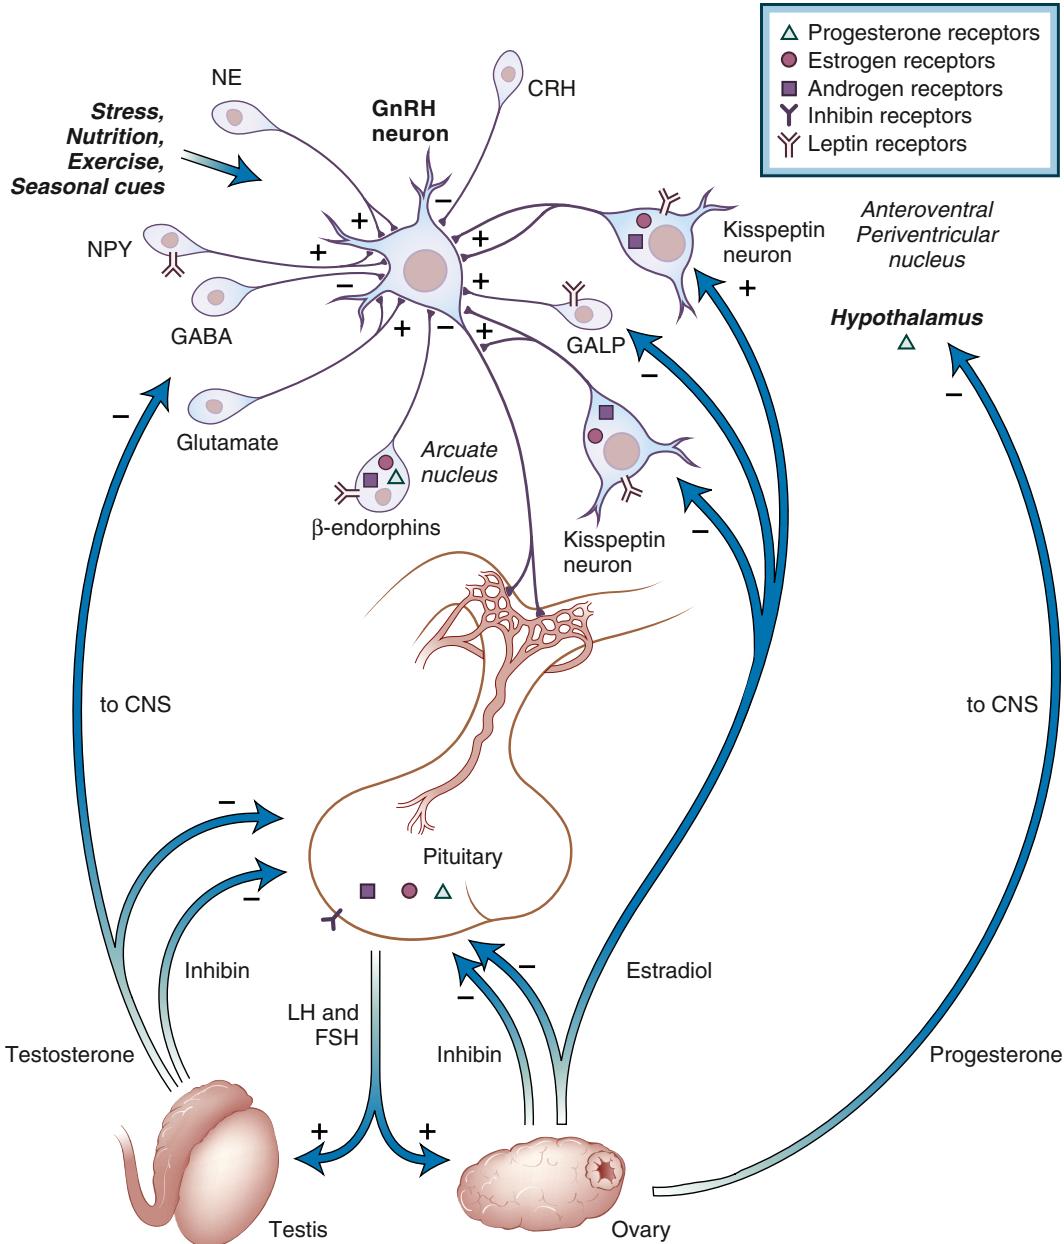 Progesterone receptors
Estrogen receptors
Androgen receptors
Inhibin receptors
Leptin receptors
NE
CRH
GnRH
neuron
Stress,
Nutrition,
Exercise,
Seasonal cues
–
+
NPY
+
–
GABA
+
–
Glutamate
+
+
+
Kisspeptin
neuron
Anteroventral
Periventricular
nucleus
+
GALP
–
Hypothalamus
–
–
Arcuate
nucleus
β-endorphins
Kisspeptin
neuron
–
to CNS
to CNS
–
–
Pituitary
Inhibin
LH and
FSH
–
–
Inhibin
Estradiol
Testosterone
Progesterone
+
+
Testis
Ovary